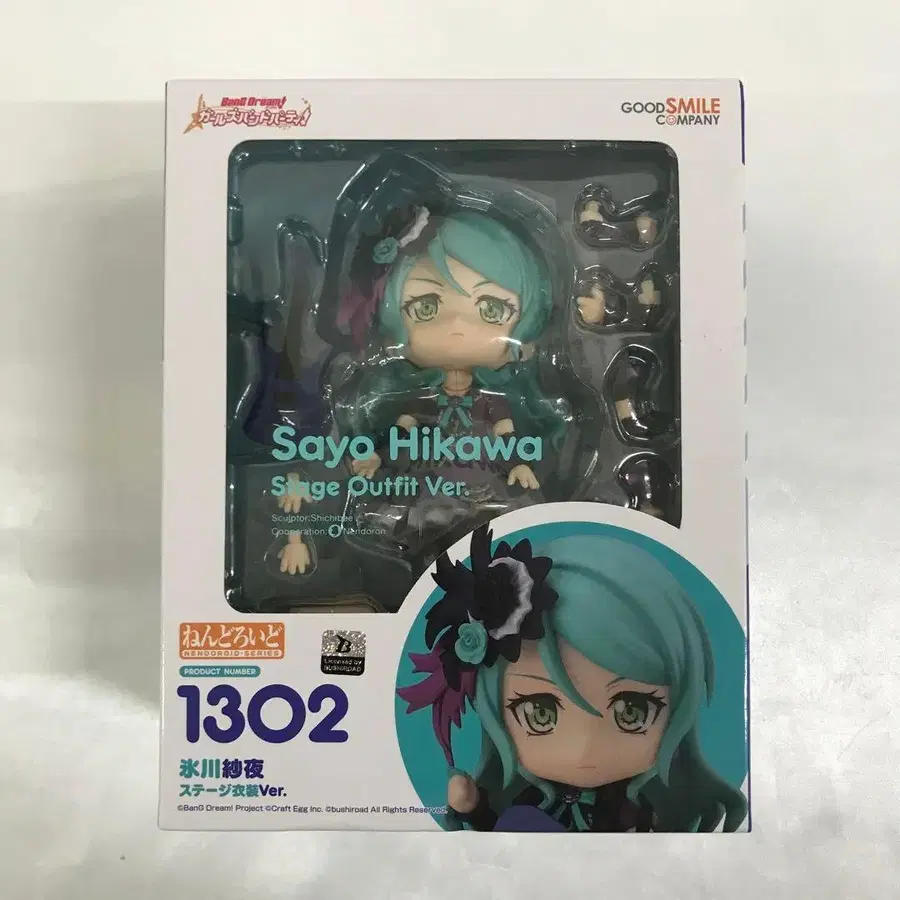 BanG Dream!
ガールズバンドパーティ!
GOOD SMILE
COMPANY
Sayo Hikawa
Stage Outfit Ver.
Sculptor:Shichibee
Cooperation: Nendoron
ねんどろいど
NENDOROID-SERIES
B
Licensed by
BUSHIROAD
PRODUCT NUMBER
1302
氷川紗夜
ステージ衣装Ver.
©BanG Dream! Project ©Craft Egg Inc. ©bushiroad All Rights Reserved.